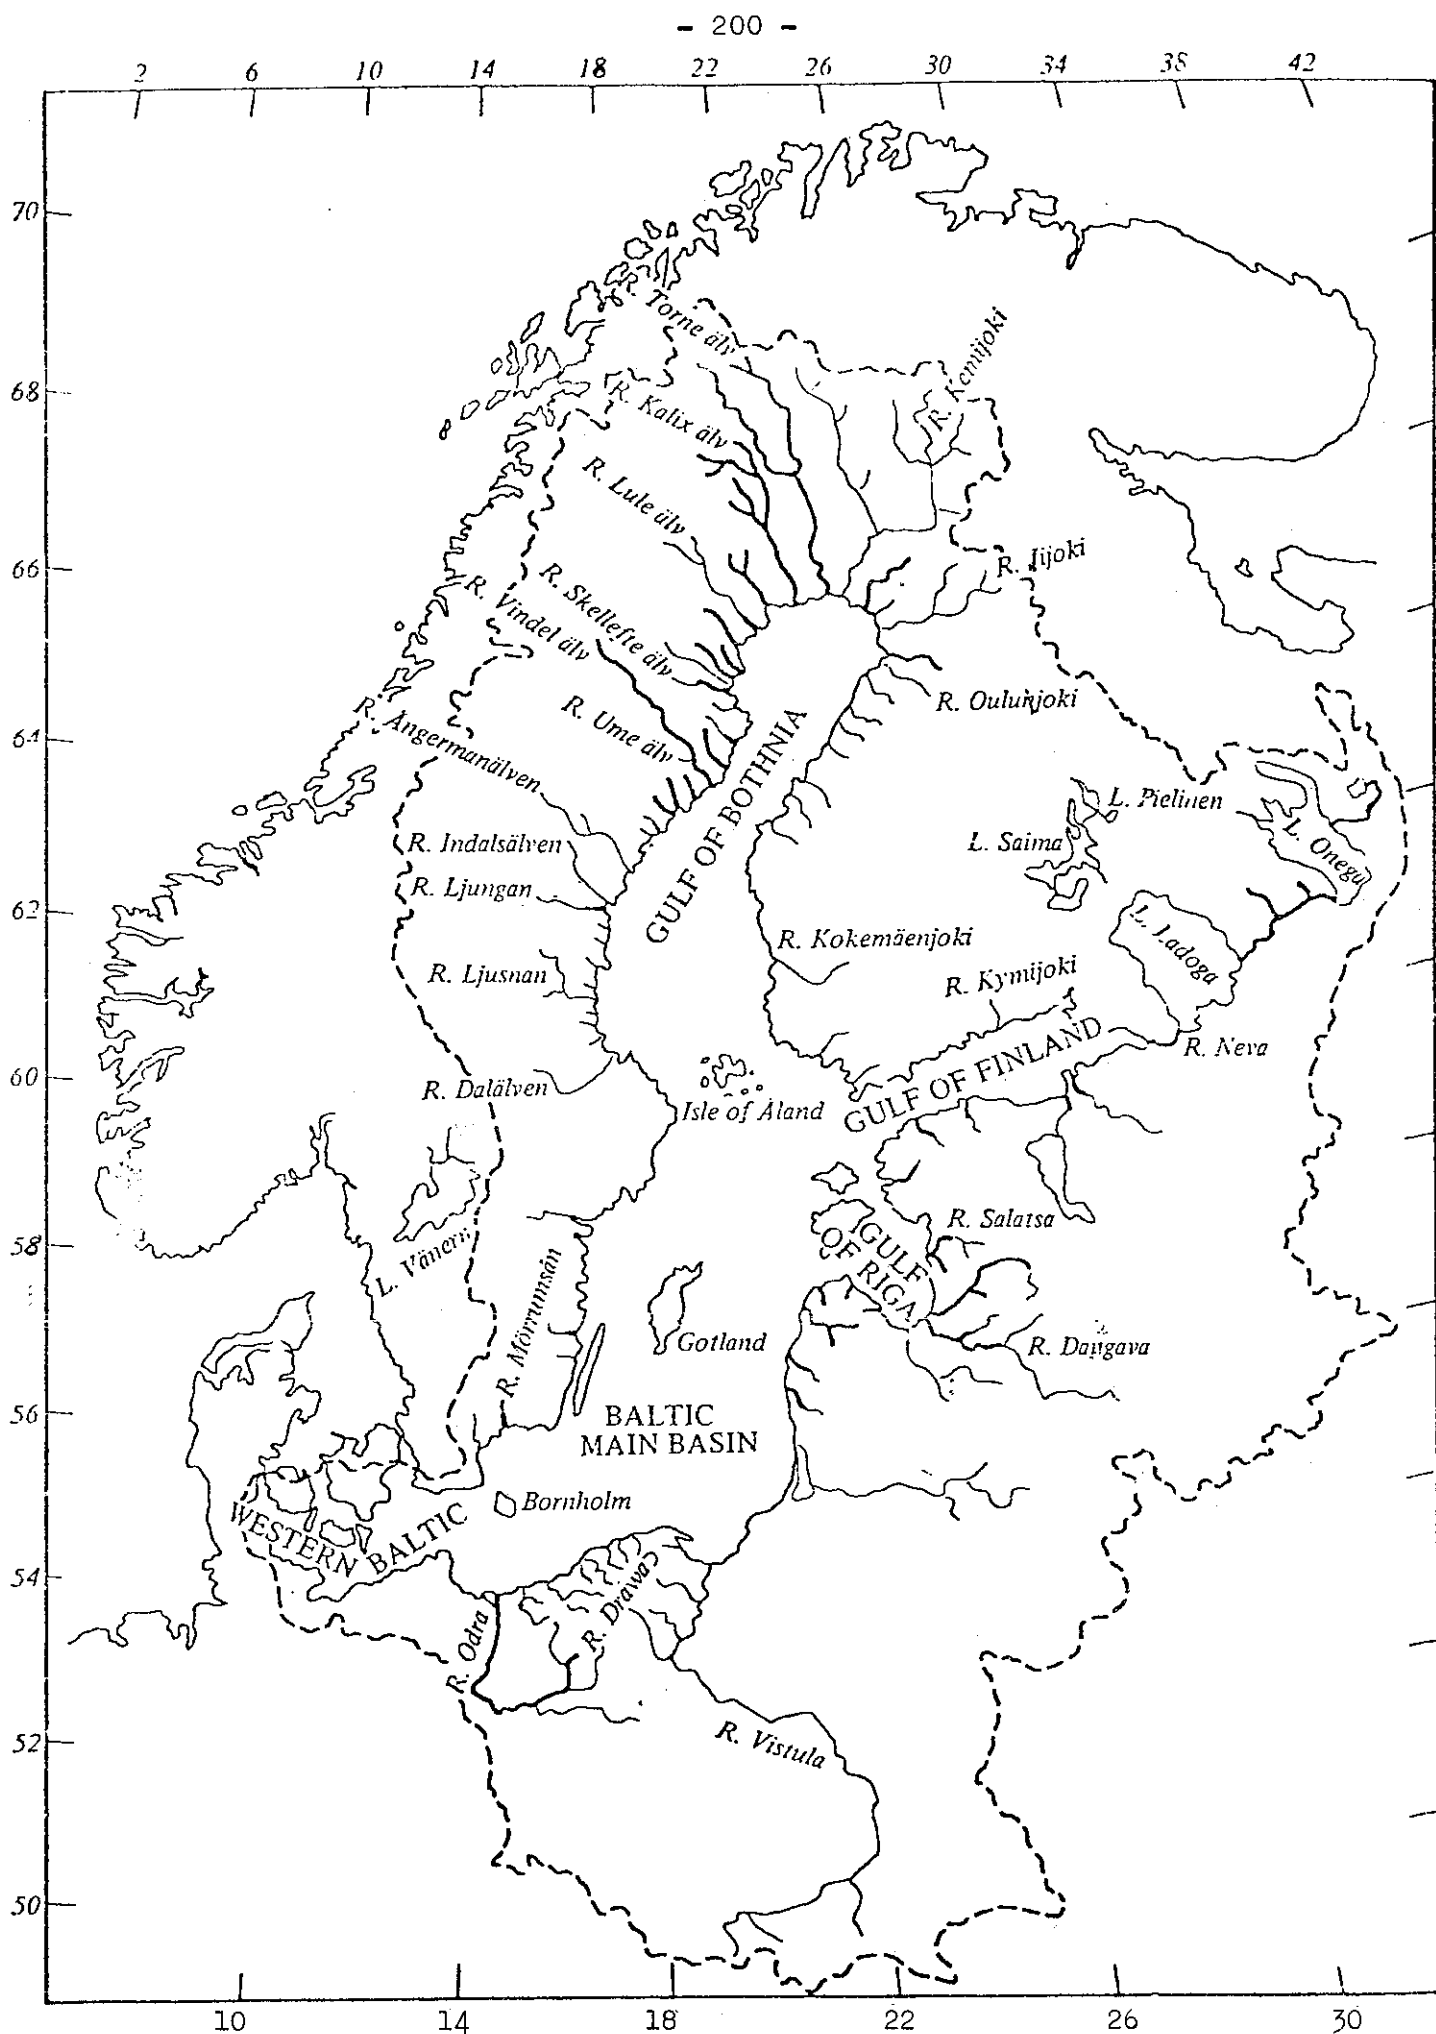 - 200 -
2 6 10 14 18 22 26 30 34 38 42
70
R. Torne älv
R. Kemijoki
68
R. Kalix älv
R. Lule älv
66
R. Iijoki
R. Skellefte älv
R. Vindel älv
R. Oulunjoki
R. Ume älv
R. Ångermanälven
64
GULF OF BOTHNIA
L. Pielinen
L. Saima
L. Onega
R. Indalsälven
R. Ljungan
62
L. Ladoga
R. Kokemäenjoki
R. Kymijoki
R. Ljusnan
R. Neva
GULF OF FINLAND
60
R. Dalälven
Isle of Åland
R. Salatsa
58
GULF
OF RIGA
L. Vänern
R. Mörrumsån
Gotland
R. Daugava
56
BALTIC
MAIN BASIN
Bornholm
WESTERN BALTIC
54
R. Drawa
R. Odra
52
R. Vistula
50
10 14 18 22 26 30